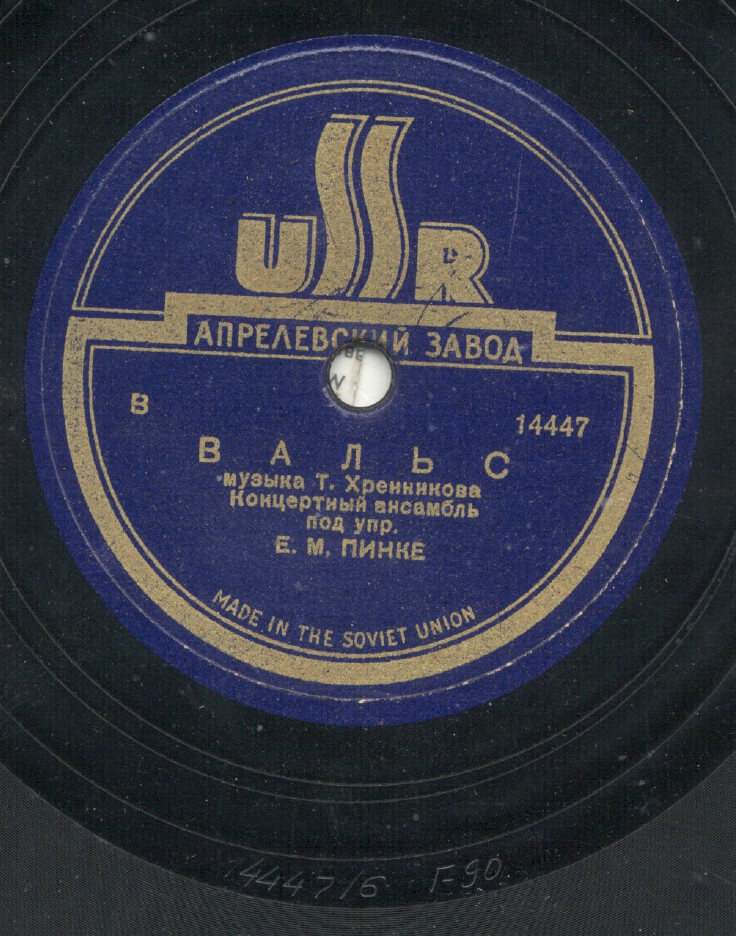 USSR
АПРЕЛЕВСКИЙ ЗАВОД
В
14447
ВАЛЬС
музыка Т. Хренникова
Концертный ансамбль
под упр.
Е. М. ПИНКЕ
MADE IN THE SOVIET UNION
14447/6 Г-90